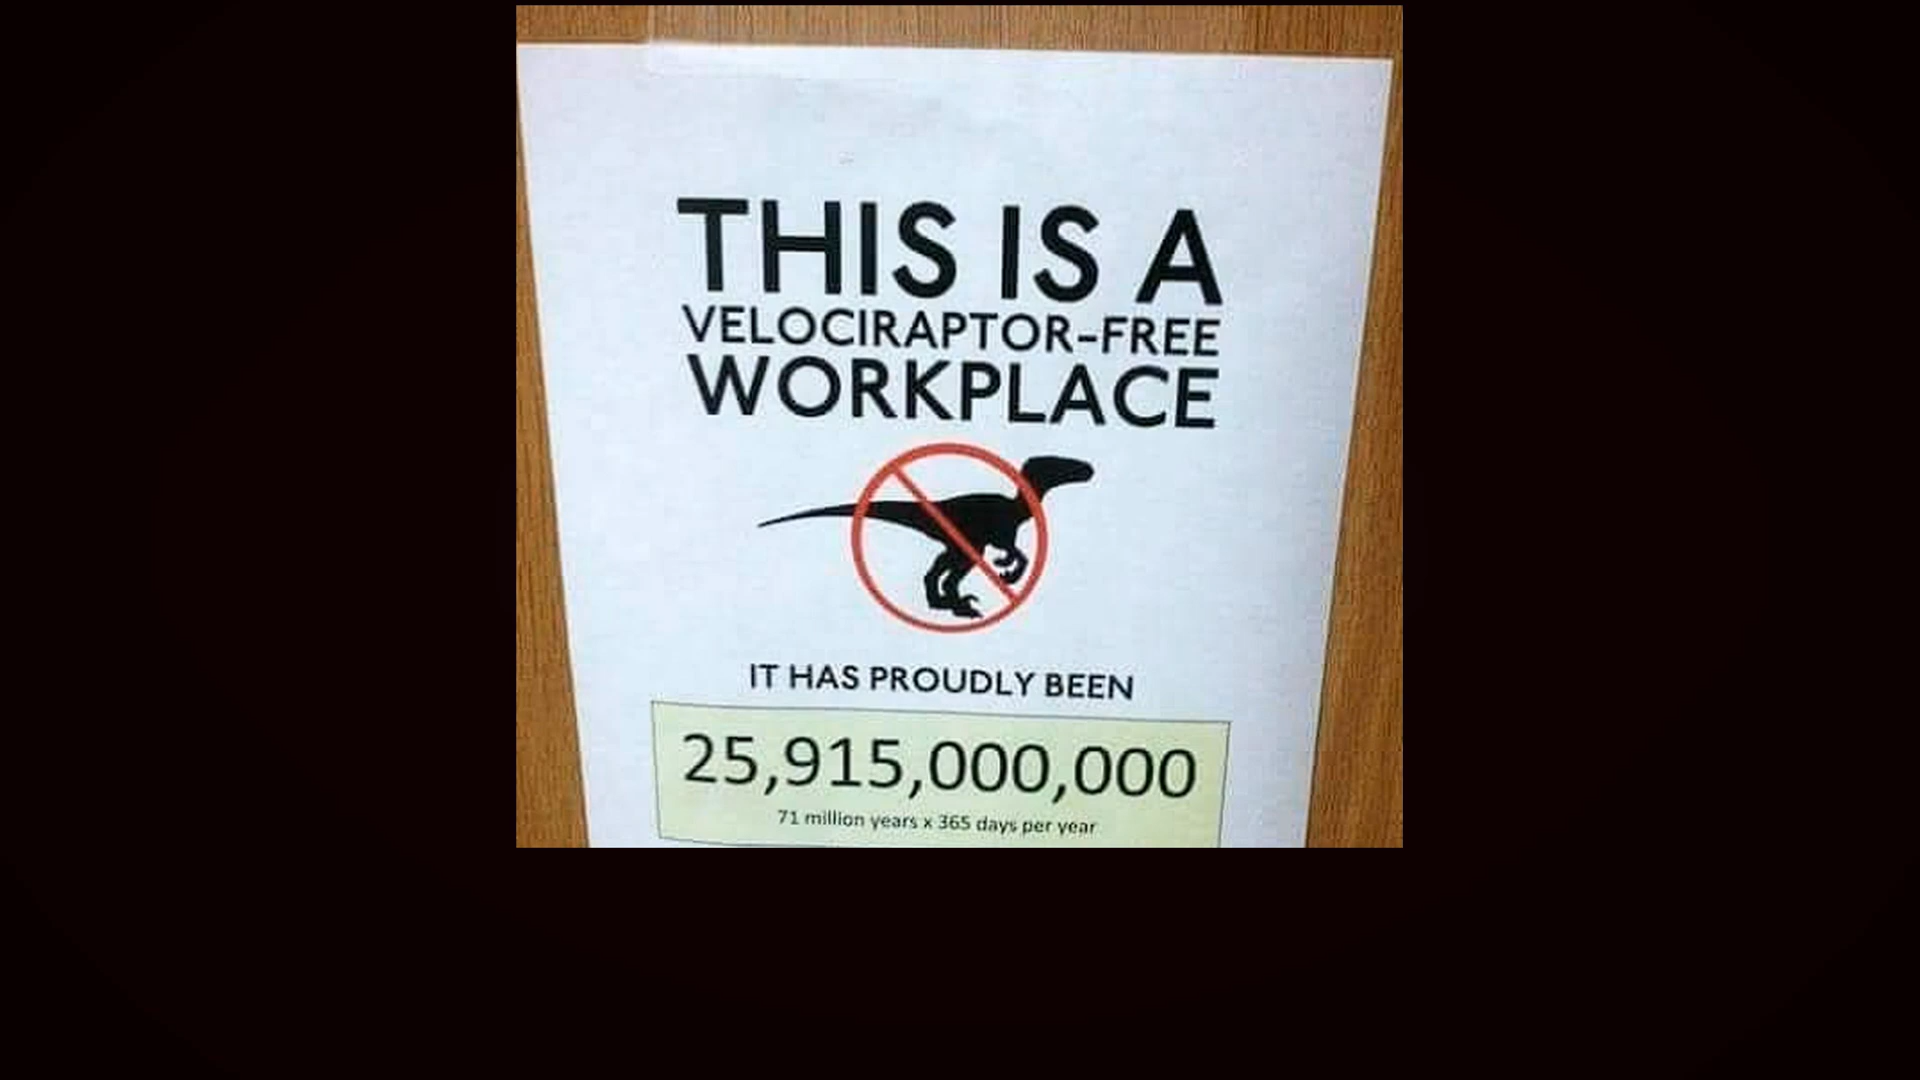 THIS IS A
VELOCIRAPTOR-FREE
WORKPLACE
IT HAS PROUDLY BEEN
25,915,000,000
71 million years x 365 days per year